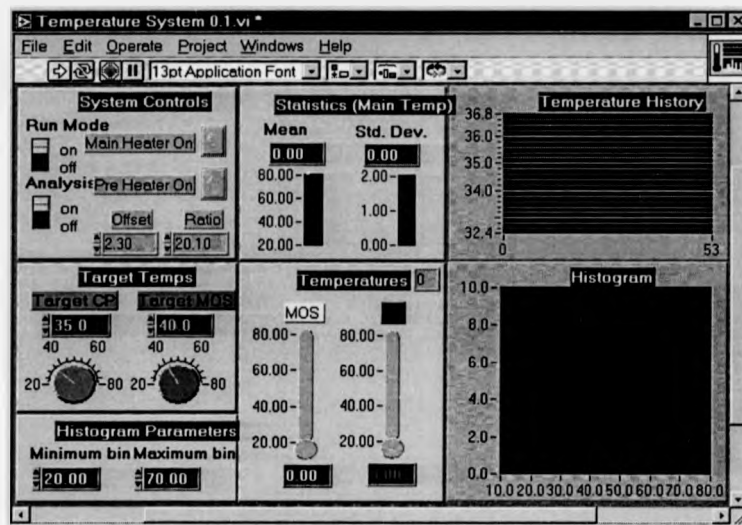 Temperature System 0.1.vi *
File Edit Operate Project Windows Help
13pt Application Font
System Controls
Run Mode
on
off
Main Heater On
Analysis
on
off
Pre Heater On
Offset
Ratio
2.30
20.10
Statistics (Main Temp)
Mean
Std. Dev.
0.00
0.00
80.00
60.00
40.00
20.00
2.00
1.00
0.00
Temperature History
36.8
36.0
35.0
34.0
32.4
0
53
Target Temps
Target CP
Target MOS
35.0
40.0
40
60
20
80
40
60
20
80
Temperatures
0
MOS
80.00
60.00
40.00
20.00
0.00
80.00
60.00
40.00
20.00
Histogram
10.0
8.0
6.0
4.0
2.0
0.0
10.0 20.0 30.0 40.0 50.0 60.0 70.0 80.0
Histogram Parameters
Minimum bin
Maximum bin
20.00
70.00